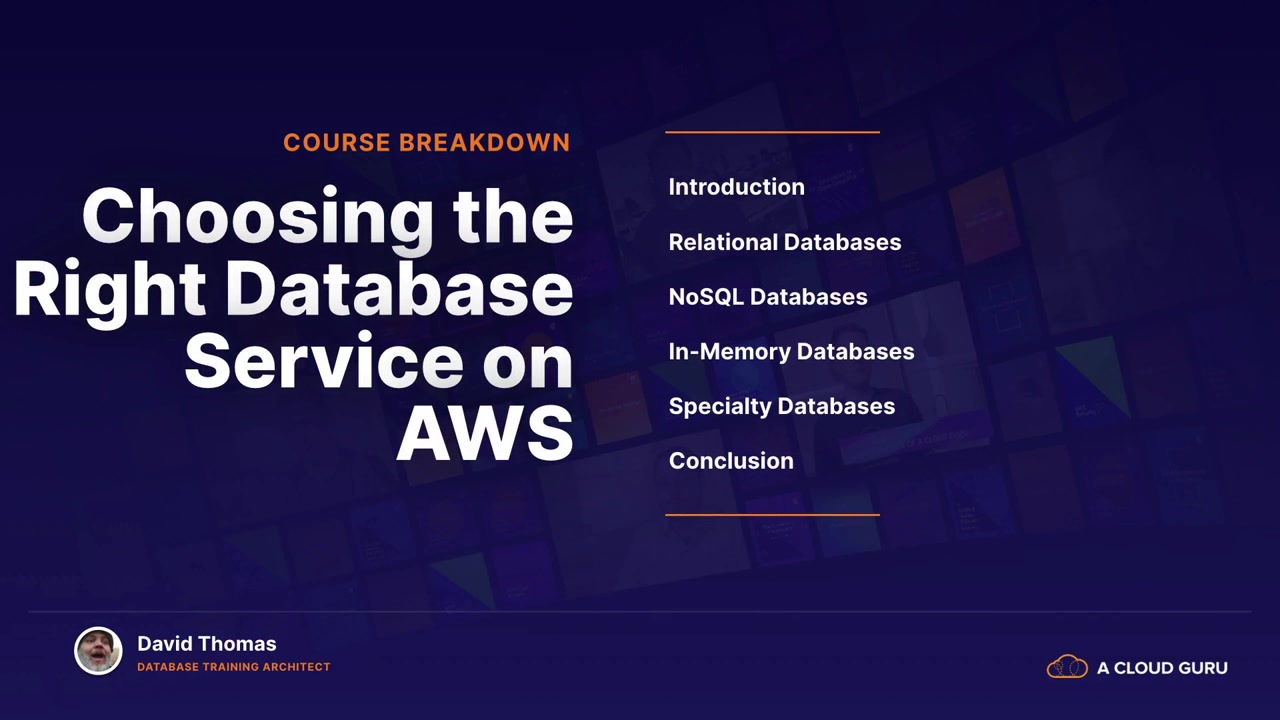 COURSE BREAKDOWN
Choosing the
Right Database
Service on
AWS
Introduction
Relational Databases
NoSQL Databases
In-Memory Databases
Specialty Databases
Conclusion
David Thomas
DATABASE TRAINING ARCHITECT
A CLOUD GURU